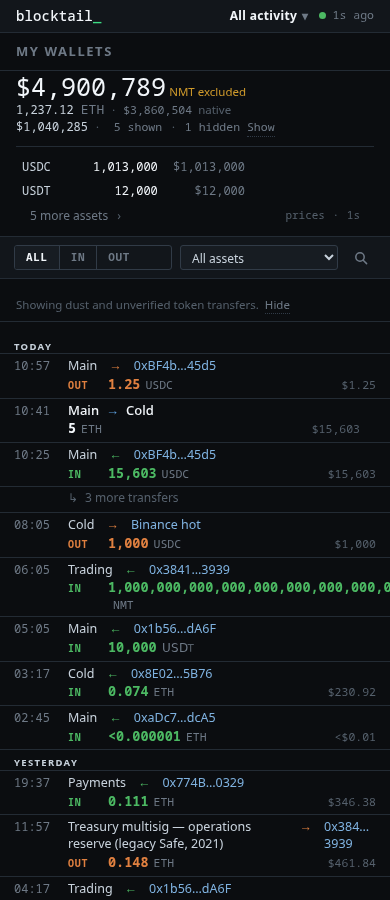 blocktail_ All activity ▾ 1s ago
MY WALLETS
$4,900,789 NMT excluded
1,237.12 ETH · $3,860,504 native
$1,040,285 · 5 shown · 1 hidden Show
USDC 1,013,000 $1,013,000
USDT 12,000 $12,000
5 more assets › prices · 1s
ALL IN OUT All assets
Showing dust and unverified token transfers. Hide
TODAY
10:57 Main → 0xBF4b…45d5
OUT 1.25 USDC $1.25
10:41 Main → Cold
5 ETH $15,603
10:25 Main ← 0xBF4b…45d5
IN 15,603 USDC $15,603
↳ 3 more transfers
08:05 Cold → Binance hot
OUT 1,000 USDC $1,000
06:05 Trading ← 0x3841…3939
IN 1,000,000,000,000,000,000,000,000,0
NMT
05:05 Main ← 0x1b56…dA6F
IN 10,000 USDT
03:17 Cold ← 0x8E02…5B76
IN 0.074 ETH $230.92
02:45 Main ← 0xaDc7…dcA5
IN <0.000001 ETH <$0.01
YESTERDAY
19:37 Payments ← 0x774B…0329
IN 0.111 ETH $346.38
11:57 Treasury multisig — operations → 0x384…
reserve (legacy Safe, 2021) 3939
OUT 0.148 ETH $461.84
04:17 Trading ← 0x1b56…dA6F